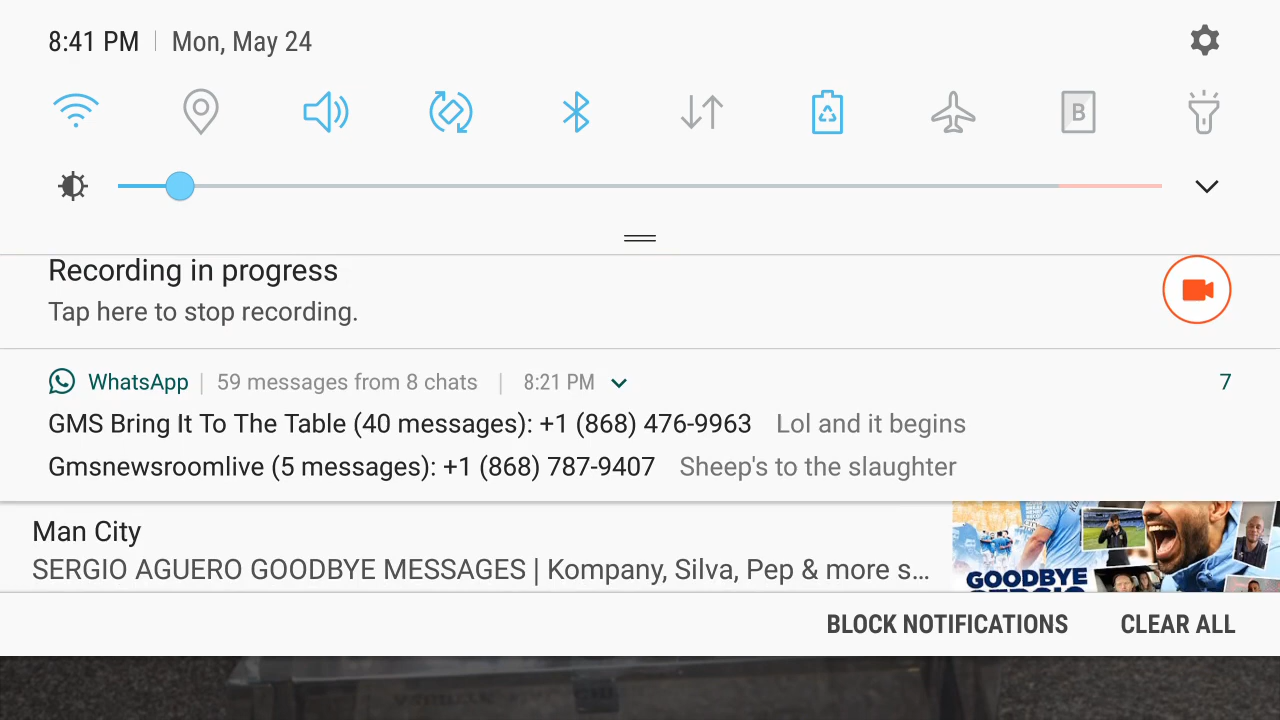 8:41 PM | Mon, May 24
B
Recording in progress
Tap here to stop recording.
WhatsApp | 59 messages from 8 chats | 8:21 PM 7
GMS Bring It To The Table (40 messages): +1 (868) 476-9963 Lol and it begins
Gmsnewsroomlive (5 messages): +1 (868) 787-9407 Sheep's to the slaughter
Man City
SERGIO AGUERO GOODBYE MESSAGES | Kompany, Silva, Pep & more s...
GOODBYE
SERGIO
BLOCK NOTIFICATIONS CLEAR ALL